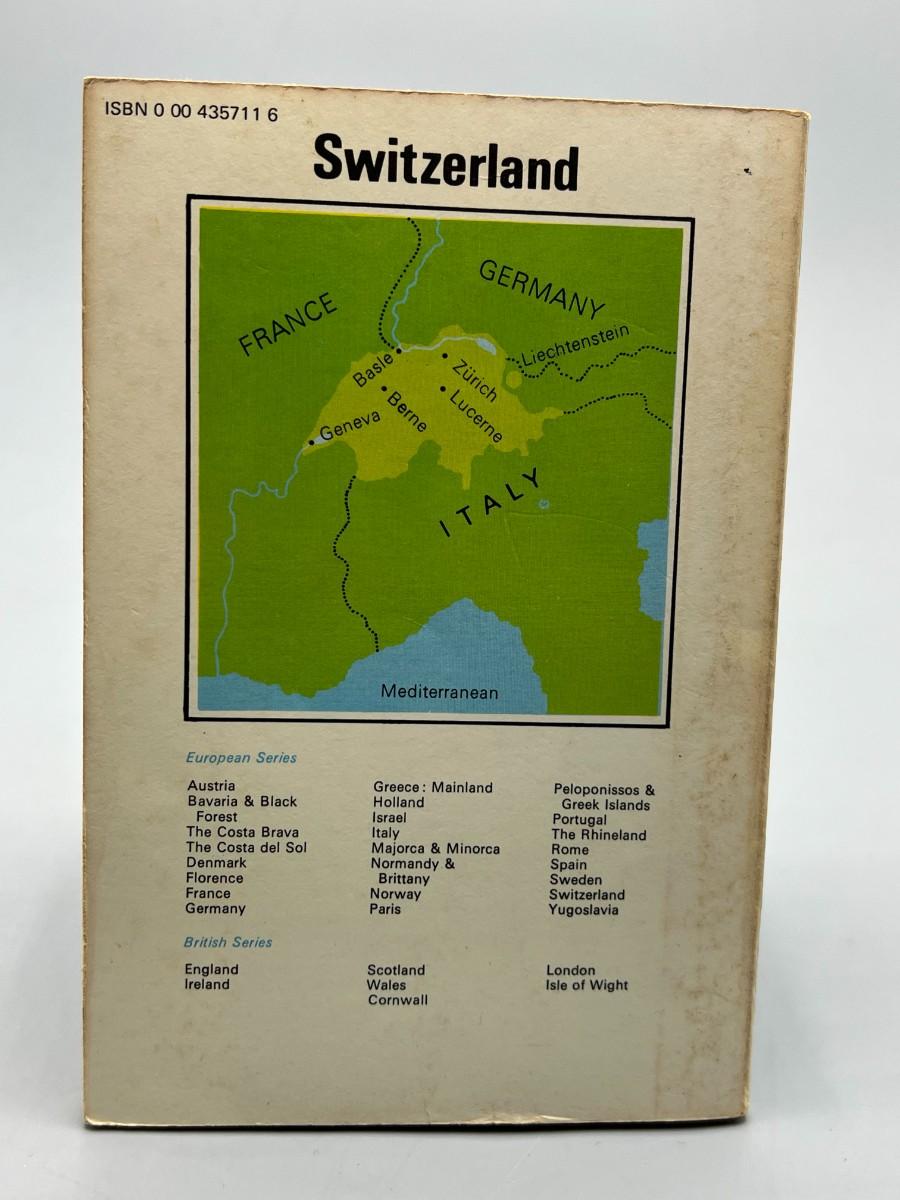 ISBN 0 00 435711 6
Switzerland
FRANCE
GERMANY
Liechtenstein
Basle
Zürich
Berne
Lucerne
Geneva
ITALY
Mediterranean
European Series
Austria
Bavaria & Black
Forest
The Costa Brava
The Costa del Sol
Denmark
Florence
France
Germany
Greece: Mainland
Holland
Israel
Italy
Majorca & Minorca
Normandy &
Brittany
Norway
Paris
Peloponissos &
Greek Islands
Portugal
The Rhineland
Rome
Spain
Sweden
Switzerland
Yugoslavia
British Series
England
Ireland
Scotland
Wales
Cornwall
London
Isle of Wight